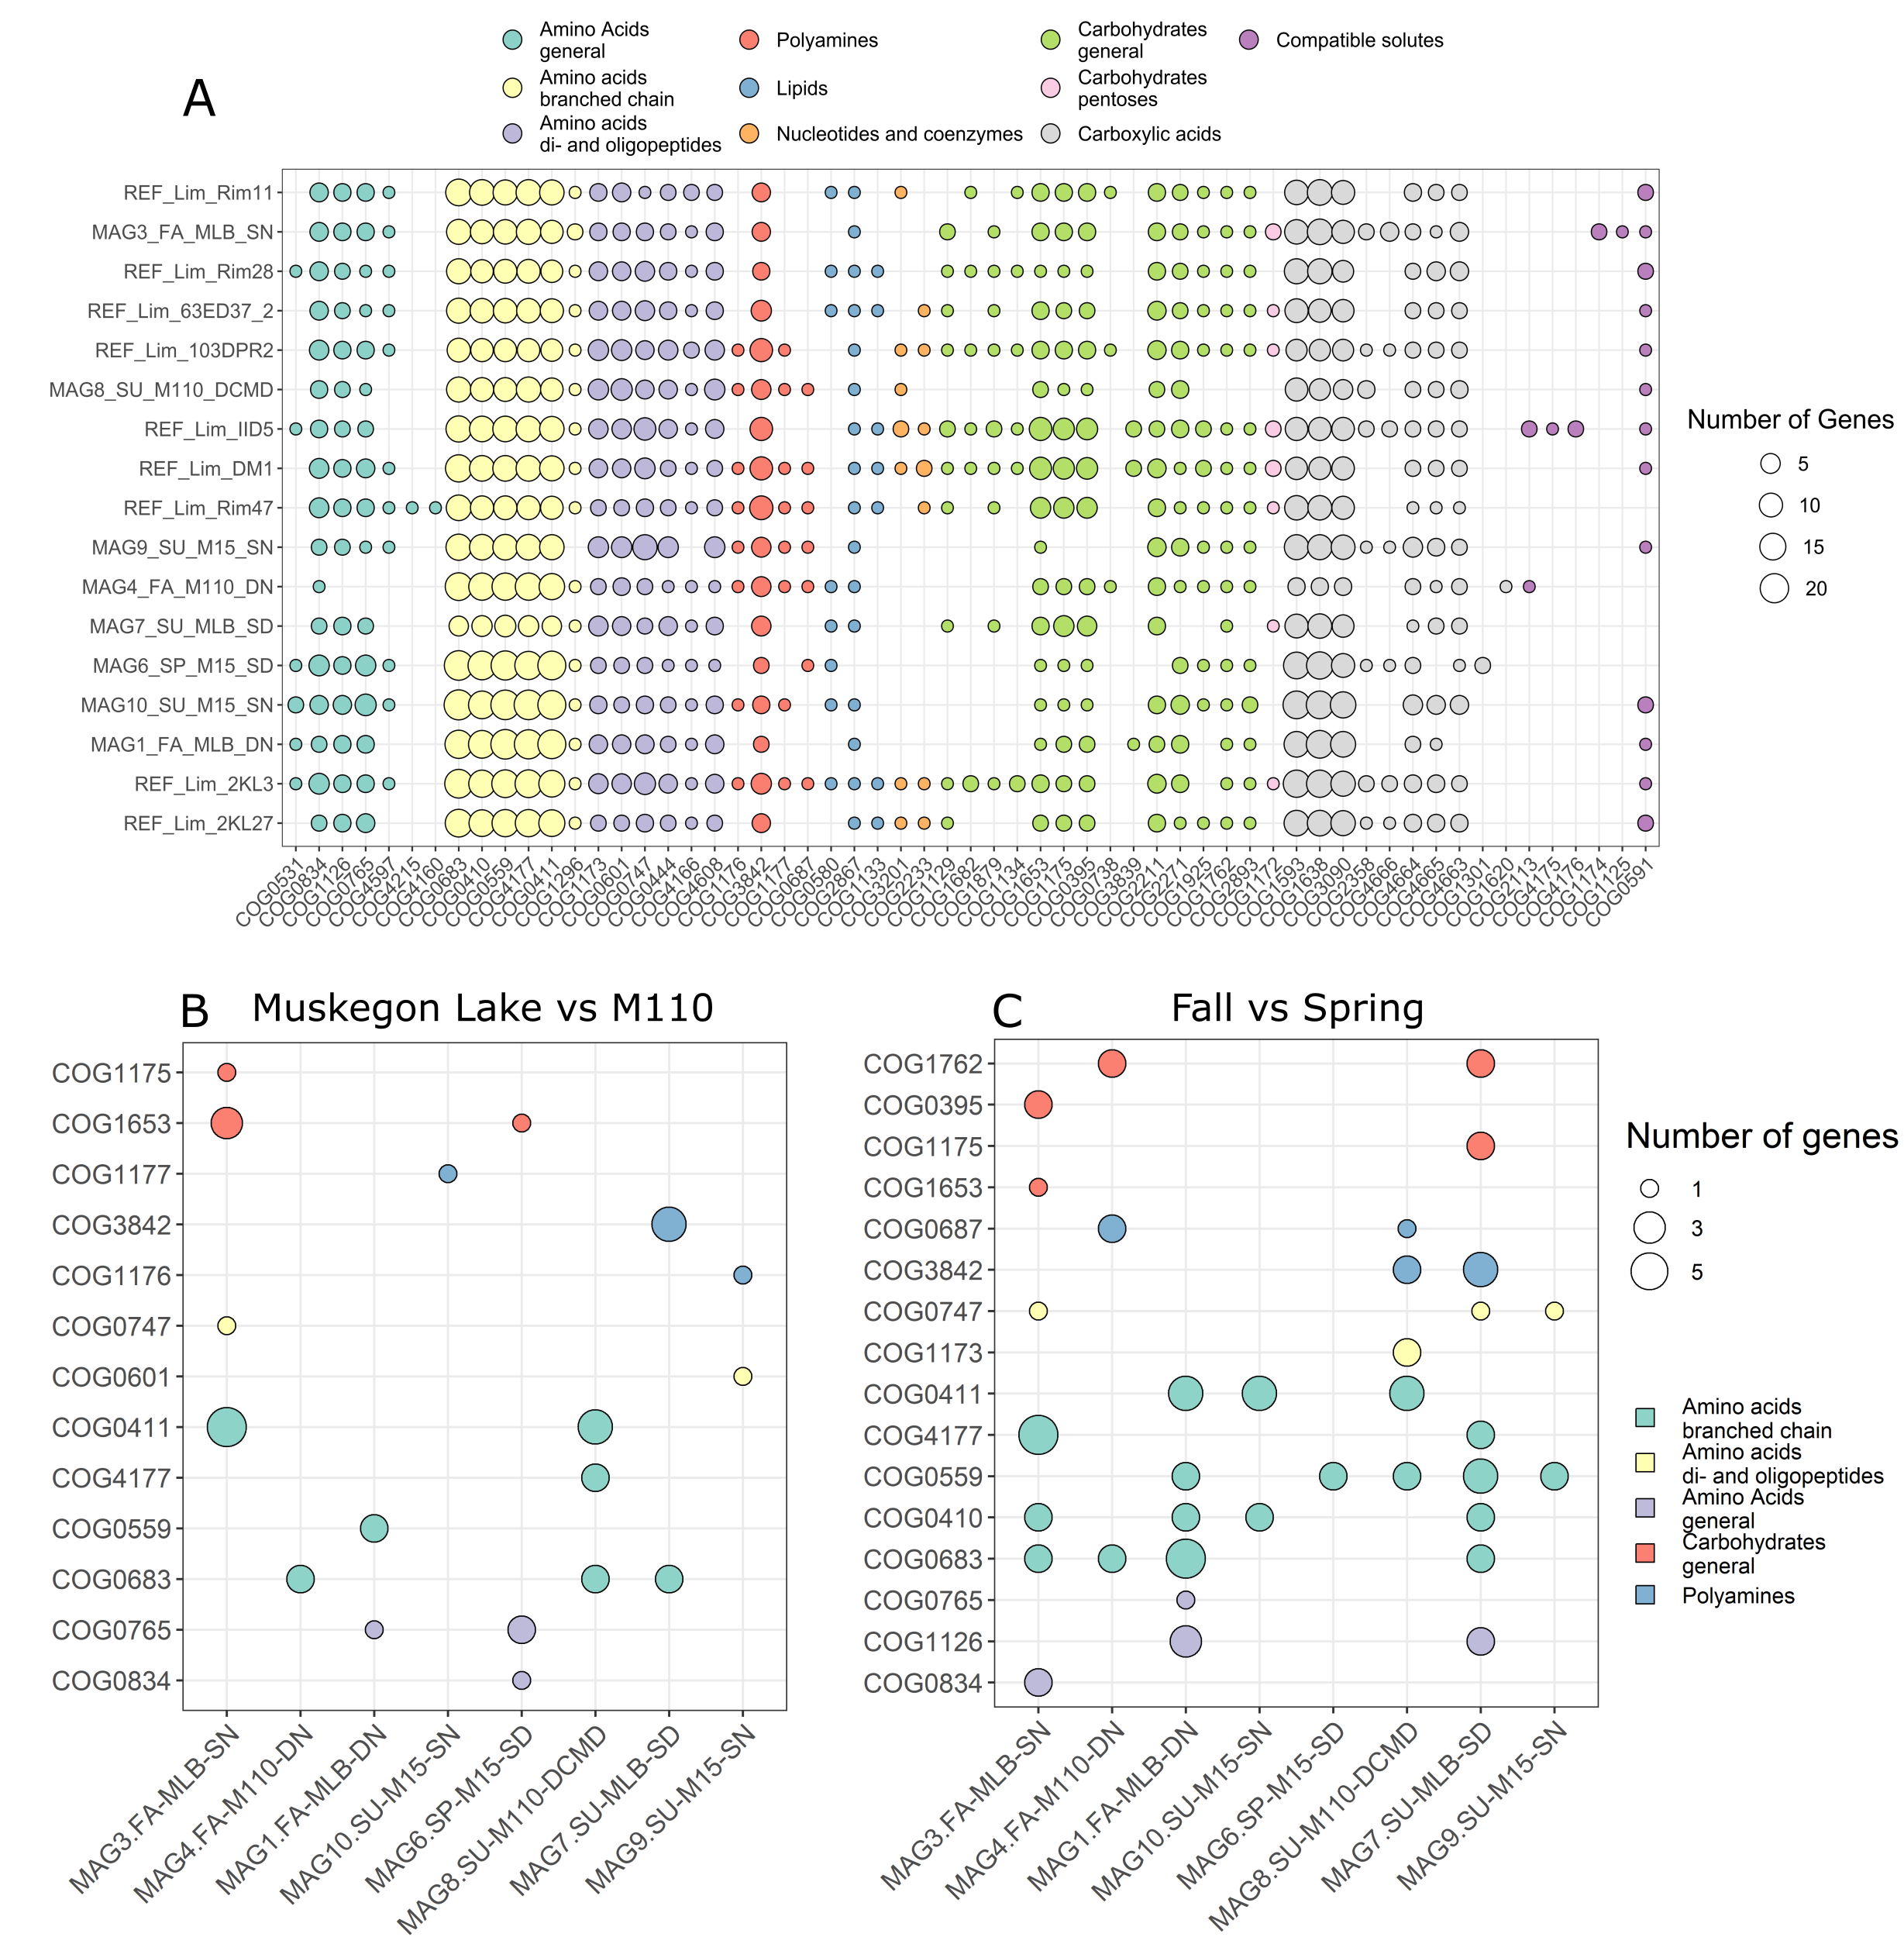 A
Amino Acids
general
Amino acids
branched chain
Amino acids
di- and oligopeptides
Polyamines
Lipids
Nucleotides and coenzymes
Carbohydrates
general
Carbohydrates
pentoses
Carboxylic acids
Compatible solutes
REF_Lim_Rim11
MAG3_FA_MLB_SN
REF_Lim_Rim28
REF_Lim_63ED37_2
REF_Lim_103DPR2
MAG8_SU_M110_DCMD
REF_Lim_IID5
REF_Lim_DM1
REF_Lim_Rim47
MAG9_SU_M15_SN
MAG4_FA_M110_DN
MAG7_SU_MLB_SD
MAG6_SP_M15_SD
MAG10_SU_M15_SN
MAG1_FA_MLB_DN
REF_Lim_2KL3
REF_Lim_2KL27
COG0531
COG0834
COG1126
COG0765
COG4597
COG4215
COG4160
COG0683
COG0410
COG0559
COG4177
COG0411
COG1296
COG1173
COG0601
COG0747
COG0444
COG4166
COG4608
COG1176
COG3842
COG1177
COG0687
COG0580
COG2867
COG1133
COG3201
COG2233
COG1129
COG1682
COG1879
COG1134
COG1653
COG1175
COG0395
COG0738
COG3839
COG2211
COG2271
COG1925
COG1762
COG2893
COG1172
COG1593
COG1638
COG3090
COG2358
COG4666
COG4664
COG4665
COG4663
COG1301
COG1620
COG2113
COG4175
COG4176
COG1174
COG1125
COG0591
Number of Genes
5
10
15
20
B
Muskegon Lake vs M110
COG1175
COG1653
COG1177
COG3842
COG1176
COG0747
COG0601
COG0411
COG4177
COG0559
COG0683
COG0765
COG0834
MAG3.FA-MLB-SN
MAG4.FA-M110-DN
MAG1.FA-MLB-DN
MAG10.SU-M15-SN
MAG6.SP-M15-SD
MAG8.SU-M110-DCMD
MAG7.SU-MLB-SD
MAG9.SU-M15-SN
C
Fall vs Spring
COG1762
COG0395
COG1175
COG1653
COG0687
COG3842
COG0747
COG1173
COG0411
COG4177
COG0559
COG0410
COG0683
COG0765
COG1126
COG0834
MAG3.FA-MLB-SN
MAG4.FA-M110-DN
MAG1.FA-MLB-DN
MAG10.SU-M15-SN
MAG6.SP-M15-SD
MAG8.SU-M110-DCMD
MAG7.SU-MLB-SD
MAG9.SU-M15-SN
Number of genes
1
3
5
Amino acids
branched chain
Amino acids
di- and oligopeptides
Amino Acids
general
Carbohydrates
general
Polyamines